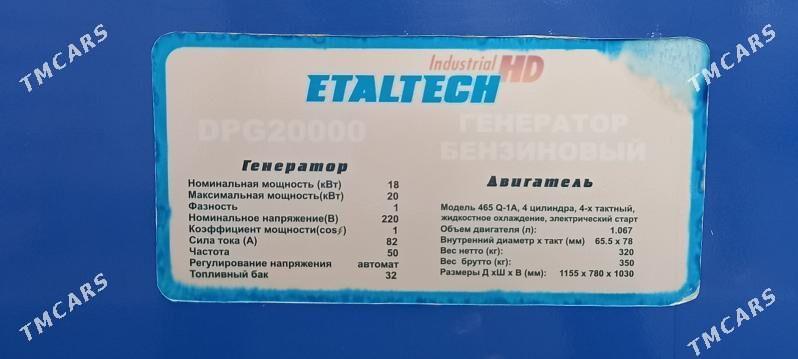 TMCARS
TMCARS
Industrial HD
ETALTECH
DPG20000
ГЕНЕРАТОР
БЕНЗИНОВЫЙ
Генератор
Номинальная мощность (кВт) 18
Максимальная мощность(кВт) 20
Фазность 1
Номинальное напряжение(В) 220
Коэффициент мощности(cos∮) 1
Сила тока (А) 82
Частота 50
Регулирование напряжения автомат
Топливный бак 32
Двигатель
Модель 465 Q-1A, 4 цилиндра, 4-х тактный,
жидкостное охлаждение, электрический старт
Объем двигателя (л): 1.067
Внутренний диаметр х такт (мм) 65.5 x 78
Вес нетто (кг): 320
Вес брутто (кг): 350
Размеры Д хШ х В (мм): 1155 x 780 x 1030
TMCARS
TMCARS